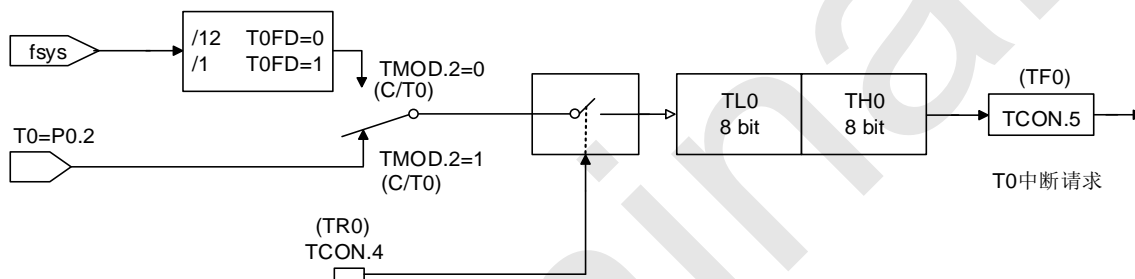 fsys
/12 T0FD=0
/1 T0FD=1
TMOD.2=0
(C/T0)
T0=P0.2
TMOD.2=1
(C/T0)
(TR0)
TCON.4
TL0
8 bit
TH0
8 bit
(TF0)
TCON.5
T0中断请求